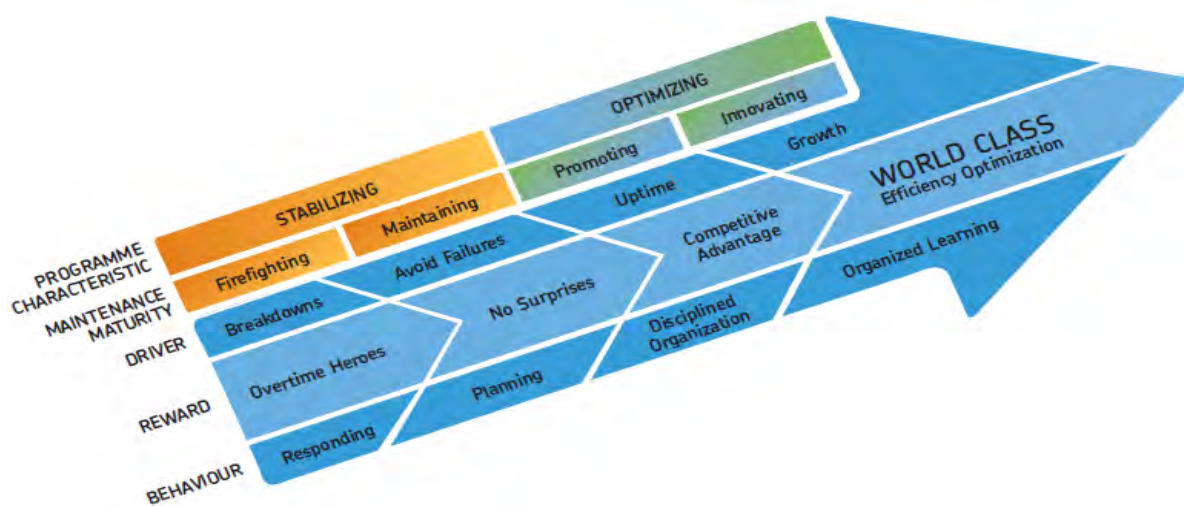 PROGRAMME
CHARACTERISTIC
STABILIZING
OPTIMIZING
MAINTENANCE
MATURITY
Firefighting
Maintaining
Promoting
Innovating
DRIVER
Breakdowns
Avoid Failures
Uptime
Growth
REWARD
Overtime Heroes
No Surprises
Competitive
Advantage
WORLD CLASS
Efficiency Optimization
BEHAVIOUR
Responding
Planning
Disciplined
Organization
Organized Learning